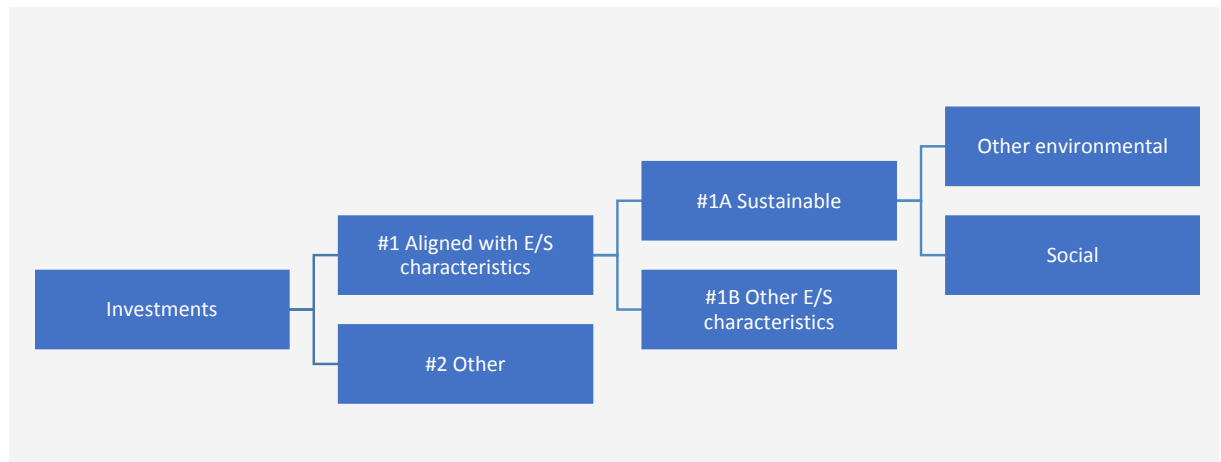 Other environmental
#1A Sustainable
#1 Aligned with E/S
characteristics
Social
Investments
#1B Other E/S
characteristics
#2 Other